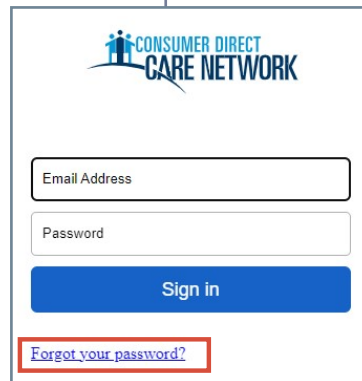 CONSUMER DIRECT
CARE NETWORK
Email Address
Password
Sign in
Forgot your password?